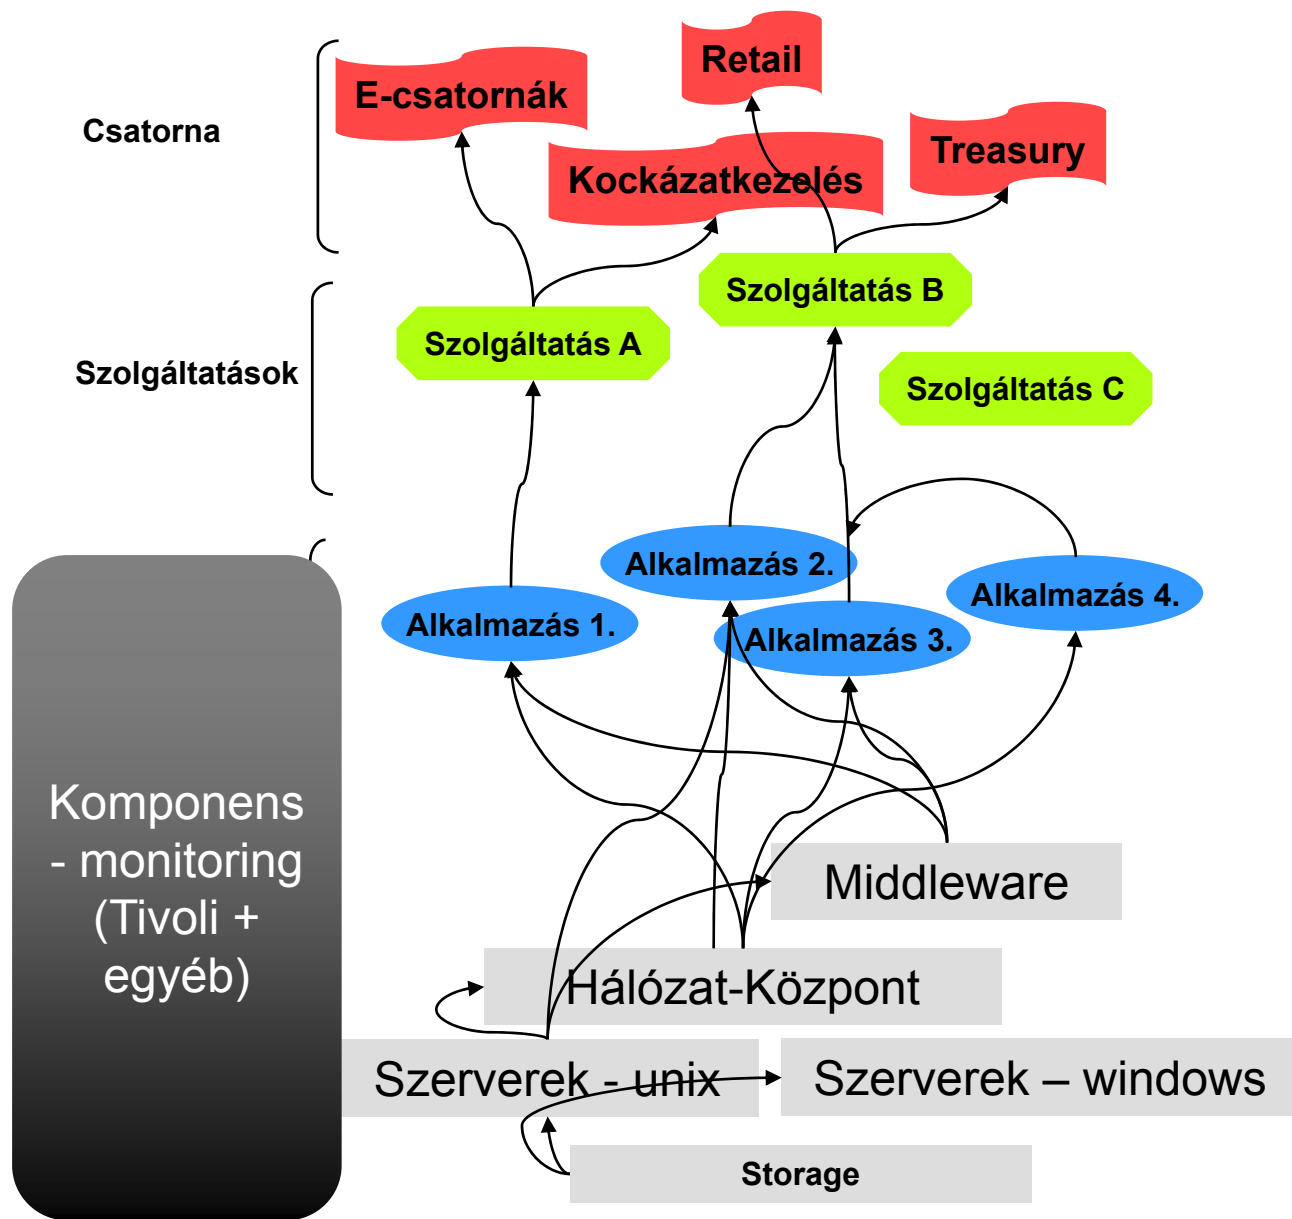 Retail
E-csatornák
Csatorna
Treasury
Kockázatkezelés
Szolgáltatás B
Szolgáltatás A
Szolgáltatások
Szolgáltatás C
Alkalmazás 2.
Alkalmazás 4.
Alkalmazás 1.
Alkalmazás 3.
Komponens
- monitoring
(Tivoli +
egyéb)
Middleware
Hálózat-Központ
Szerverek - unix
Szerverek – windows
Storage